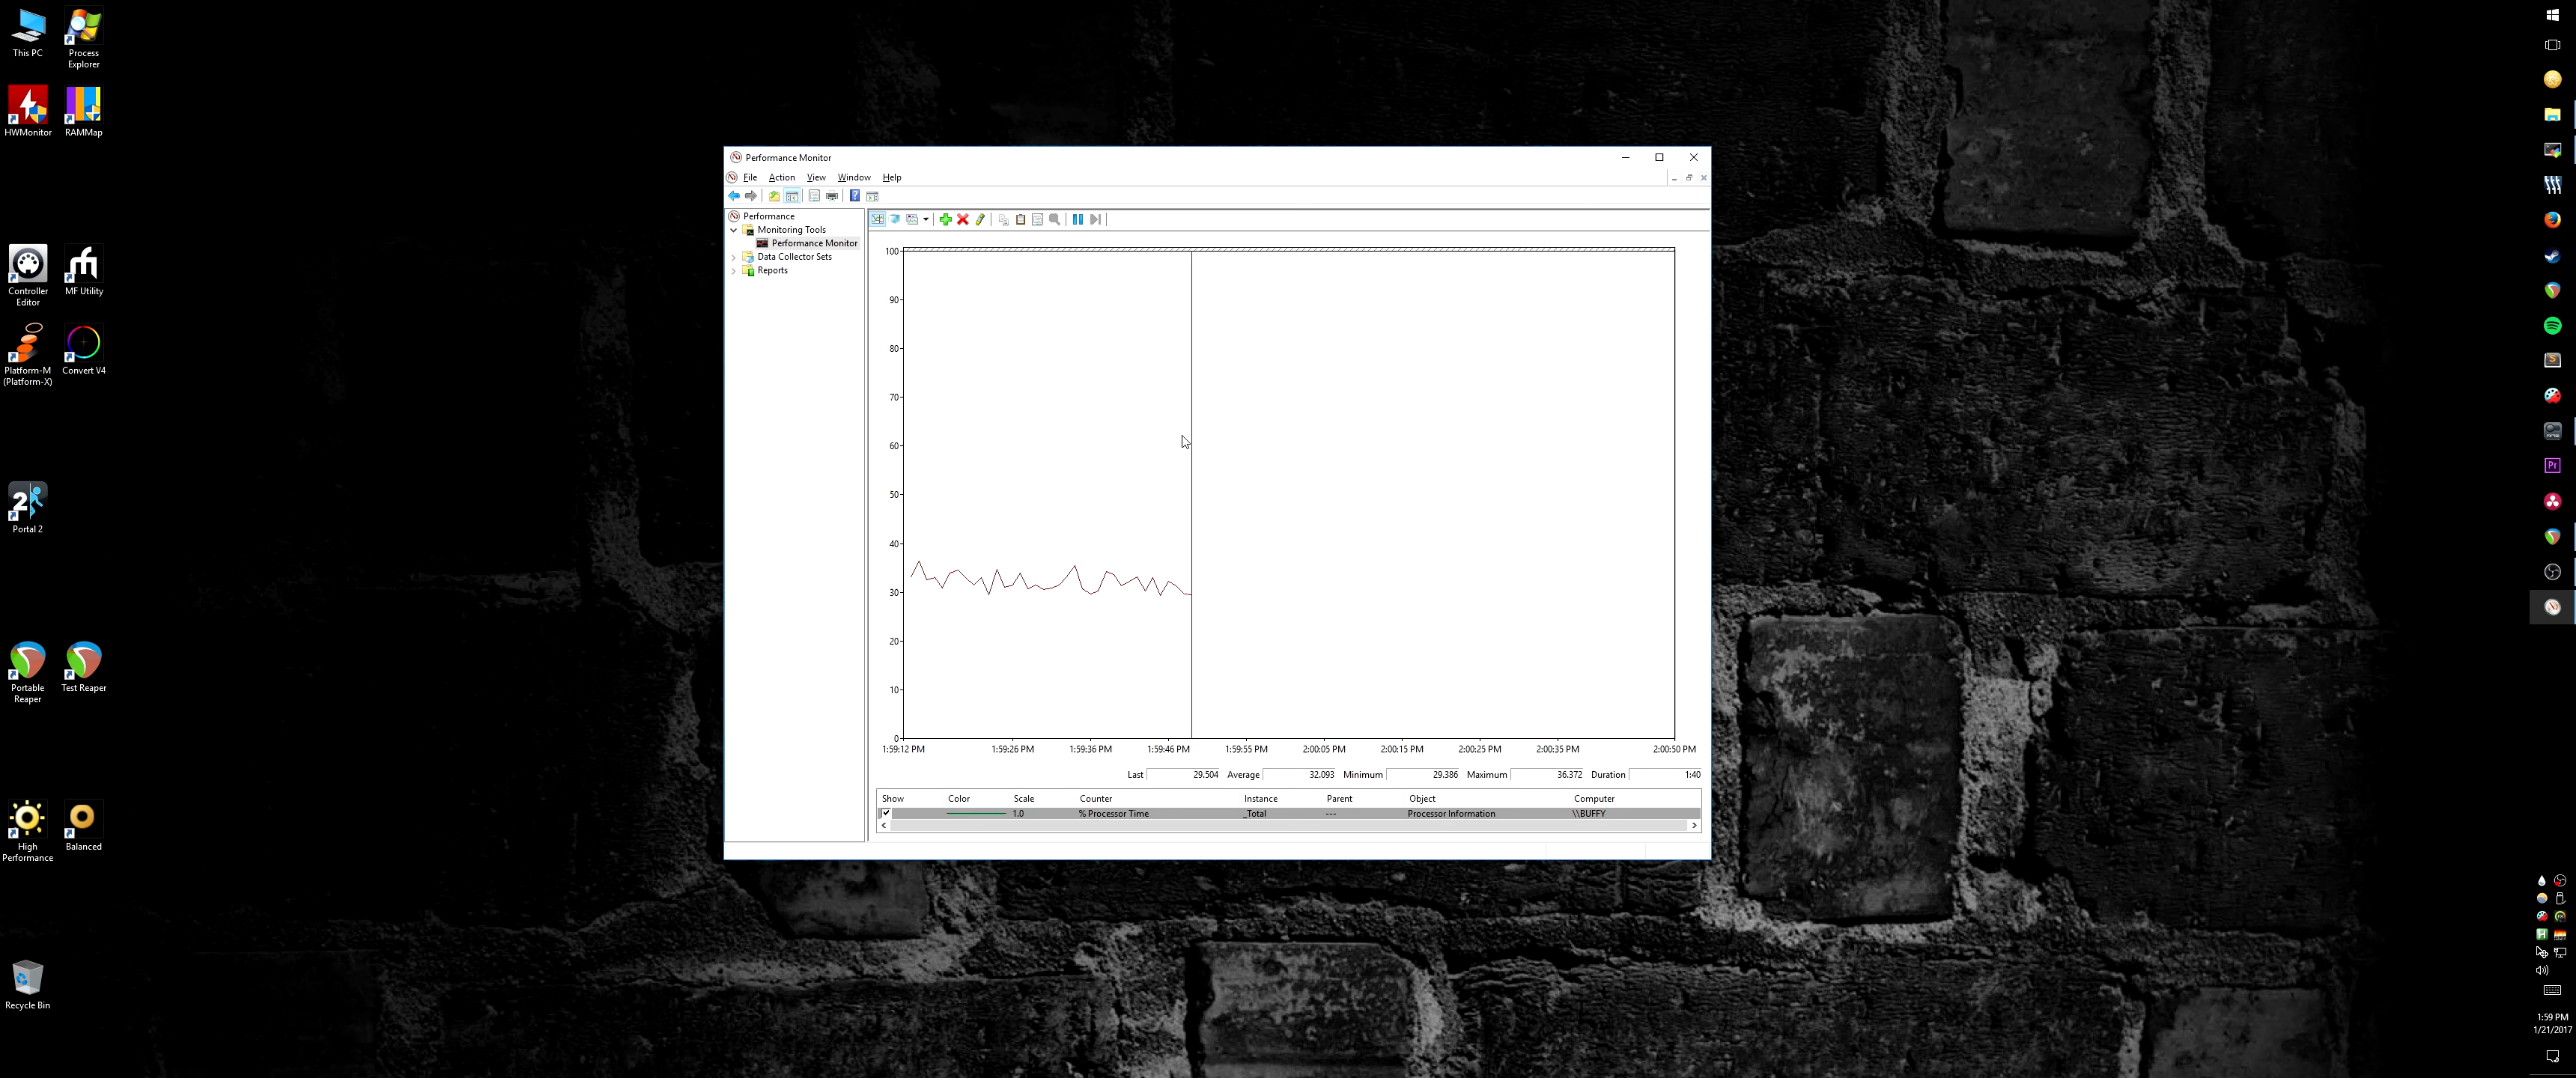 This PC
Process
Explorer
HWMonitor
RAMMap
Controller
Editor
MF Utility
Platform-M
(Platform-X)
Convert V4
Portal 2
Portable
Reaper
Test Reaper
High
Performance
Balanced
Recycle Bin
Performance Monitor
File Action View Window Help
Performance
Monitoring Tools
Performance Monitor
Data Collector Sets
Reports
100
90
80
70
60
50
40
30
20
10
0
1:59:12 PM 1:59:26 PM 1:59:36 PM 1:59:46 PM 1:59:55 PM 2:00:05 PM 2:00:15 PM 2:00:25 PM 2:00:35 PM 2:00:50 PM
Last 29.504 Average 32.093 Minimum 29.386 Maximum 36.372 Duration 1:40
Show Color Scale Counter Instance Parent Object Computer
1.0 % Processor Time _Total --- Processor Information \\BUFFY
Pr
1:59 PM
1/21/2017